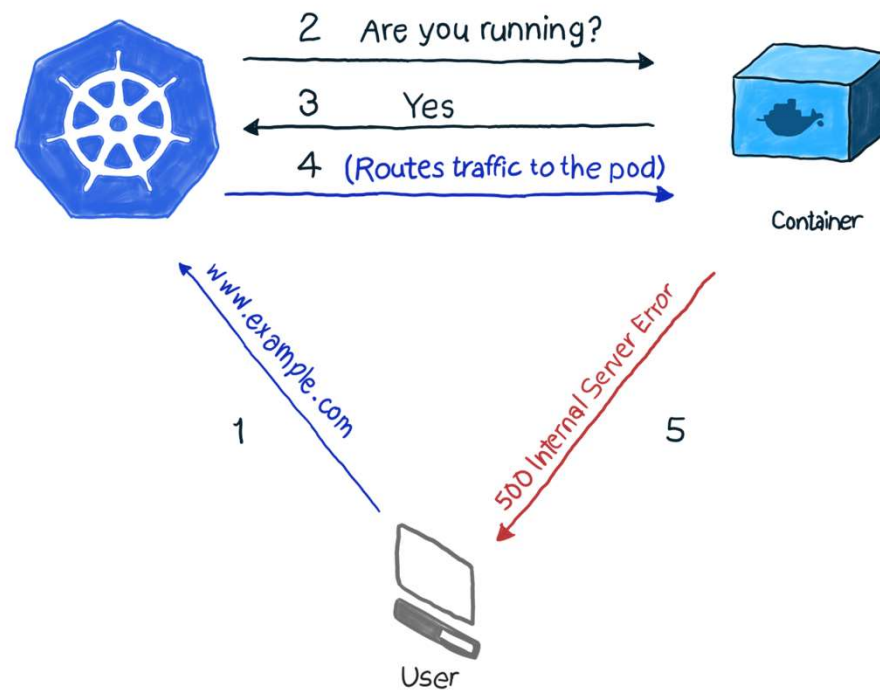 2 Are you running?
3 Yes
4 (Routes traffic to the pod)
Container
www.example.com
1
500 Internal Server Error
5
User